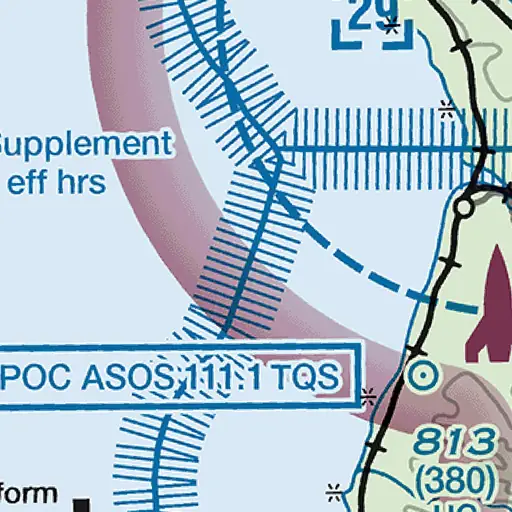 29
Supplement
eff hrs
POC ASOS 111.1 TQS
813
(380)
form